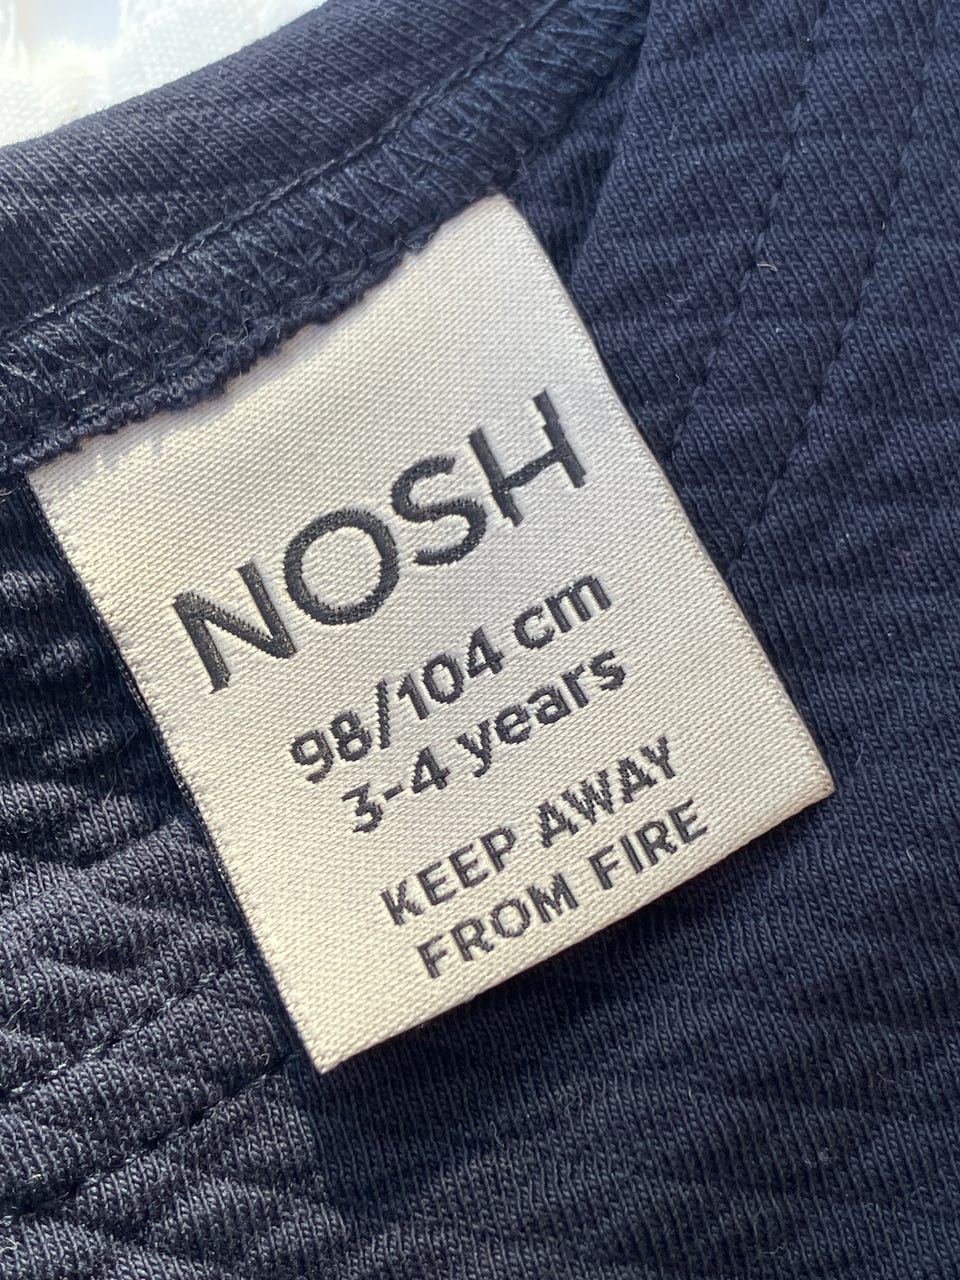 NOSH
98/104 cm
3-4 years
KEEP AWAY
FROM FIRE